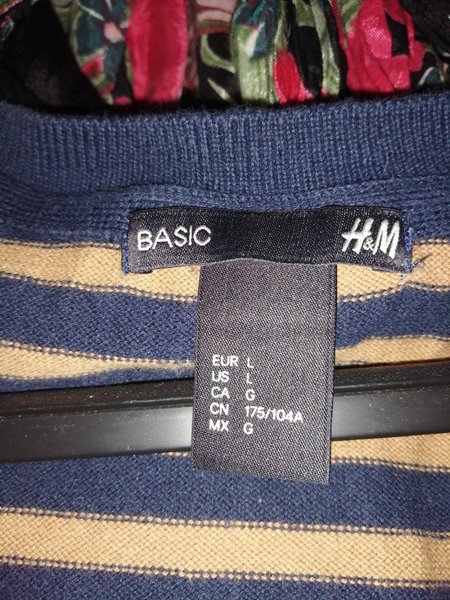 BASIC H&M
EUR L
US L
CA G
CN 175/104A
MX G